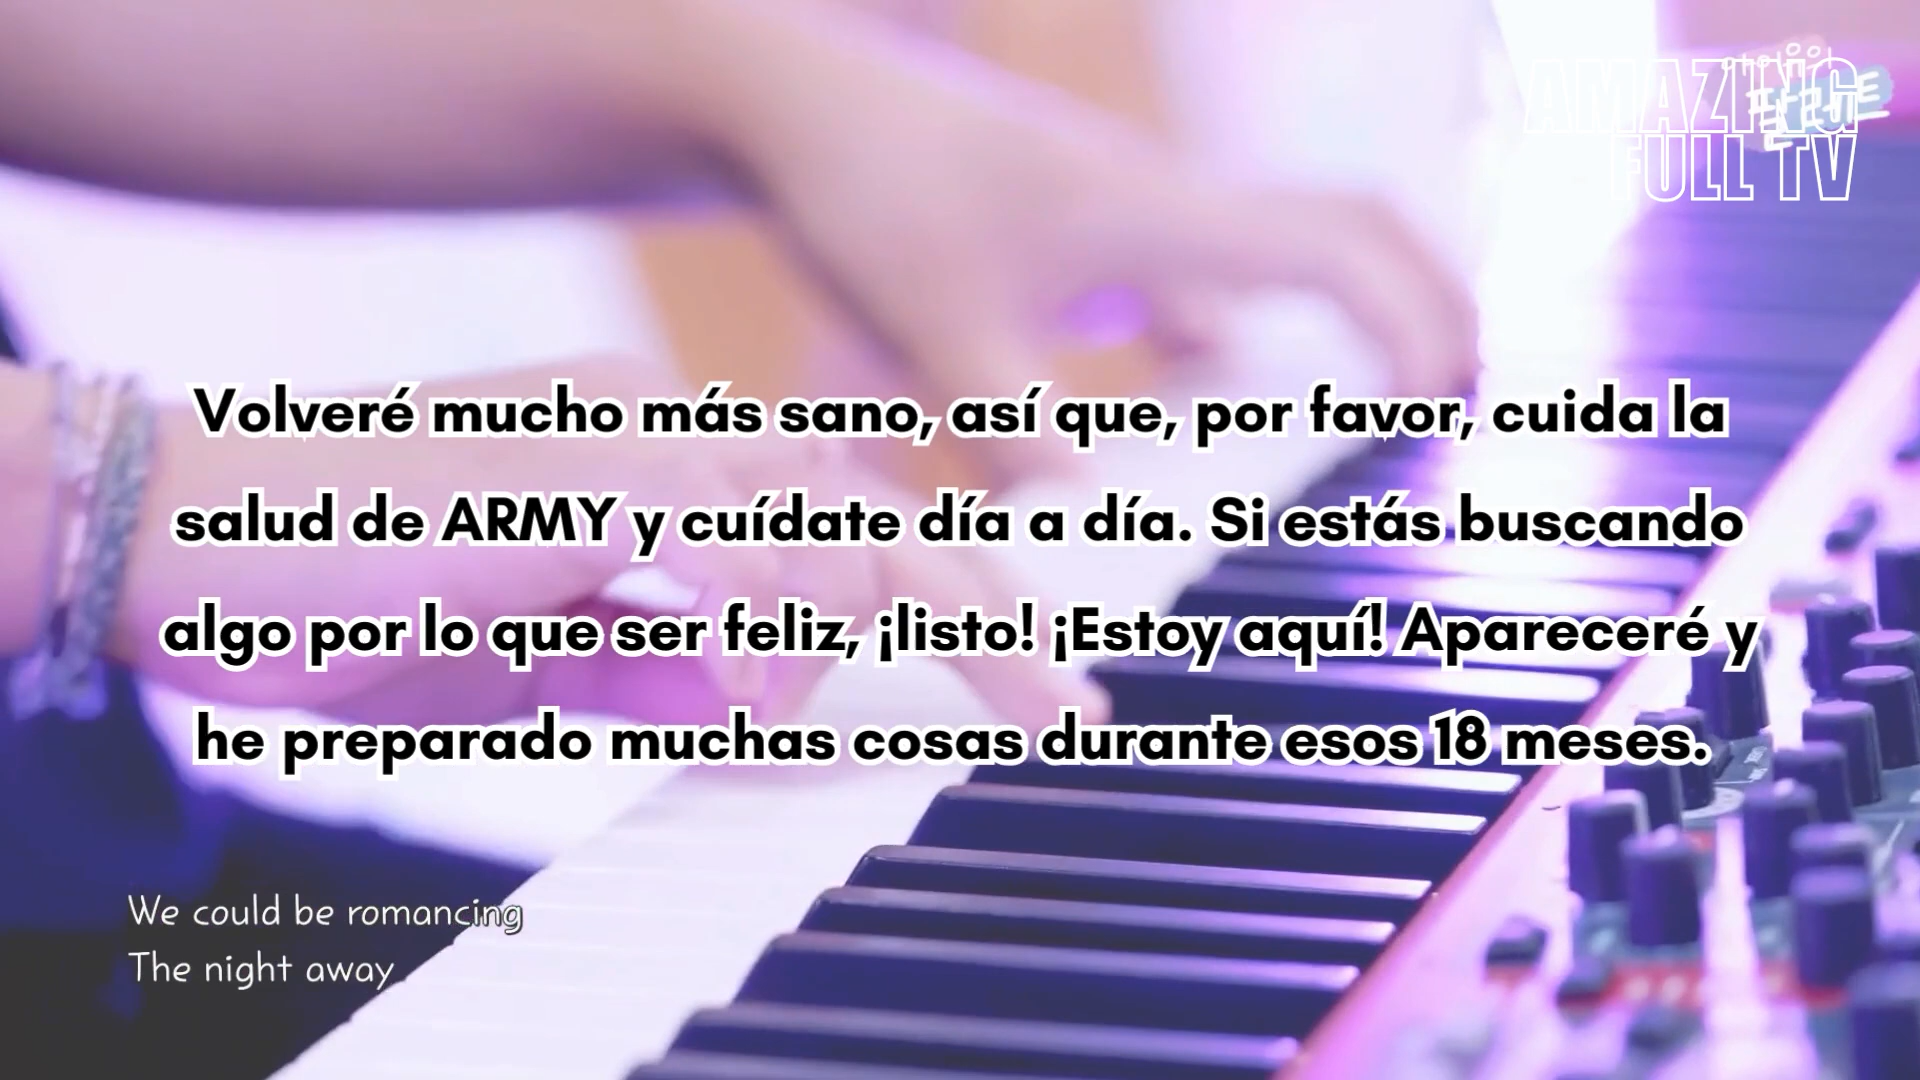 AMAZING
FULL TV
Volveré mucho más sano, así que, por favor, cuida la
salud de ARMY y cuídate día a día. Si estás buscando
algo por lo que ser feliz, ¡listo! ¡Estoy aquí! Apareceré y
he preparado muchas cosas durante esos 18 meses.
We could be romancing
The night away